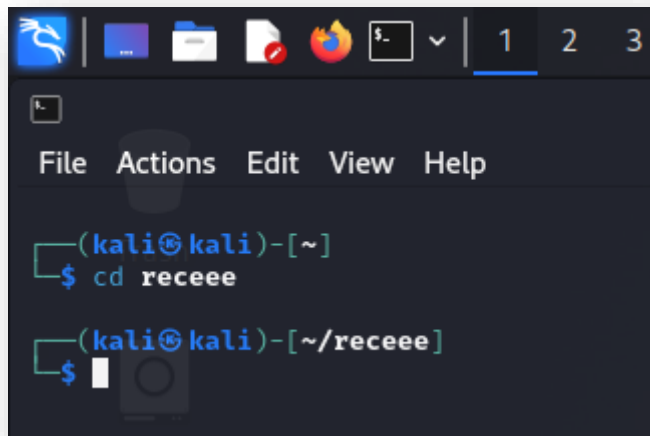 1 2 3
File Actions Edit View Help
┌──(kali㉿kali)-[~]
└─$ cd receee
┌──(kali㉿kali)-[~/receee]
└─$